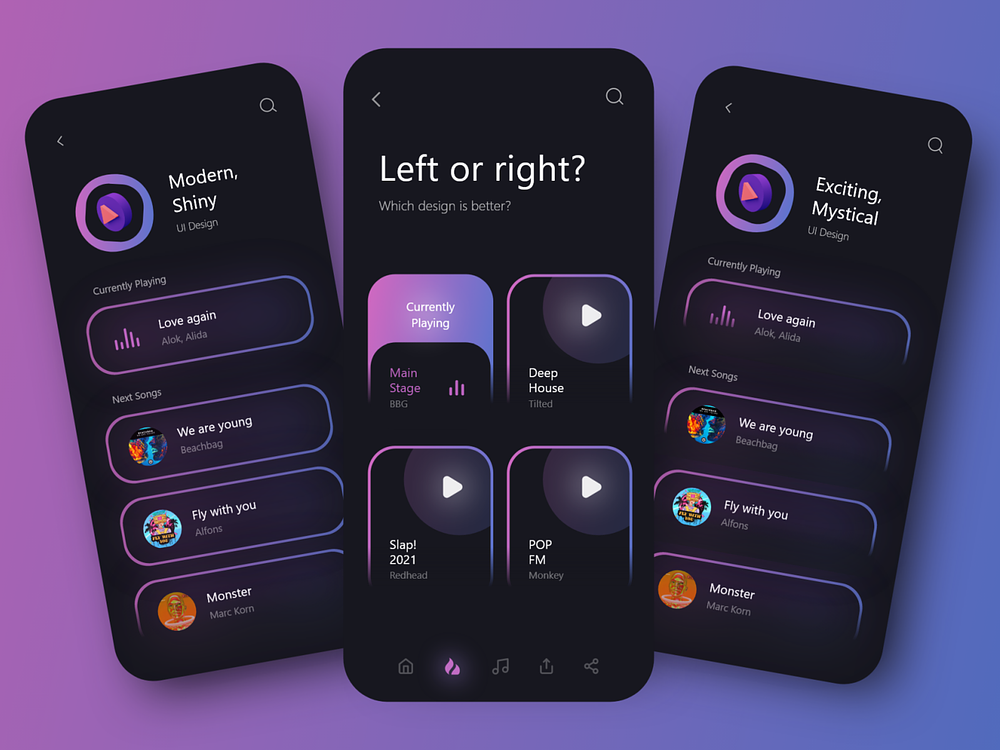 Modern,
Shiny
UI Design
Currently Playing
Love again
Alok, Alida
Next Songs
We are young
Beachbag
Fly with you
Alfons
Monster
Marc Korn
Left or right?
Which design is better?
Currently
Playing
Main
Stage
BBG
Deep
House
Tilted
Slap!
2021
Redhead
POP
FM
Monkey
Exciting,
Mystical
UI Design
Currently Playing
Love again
Alok, Alida
Next Songs
We are young
Beachbag
Fly with you
Alfons
Monster
Marc Korn